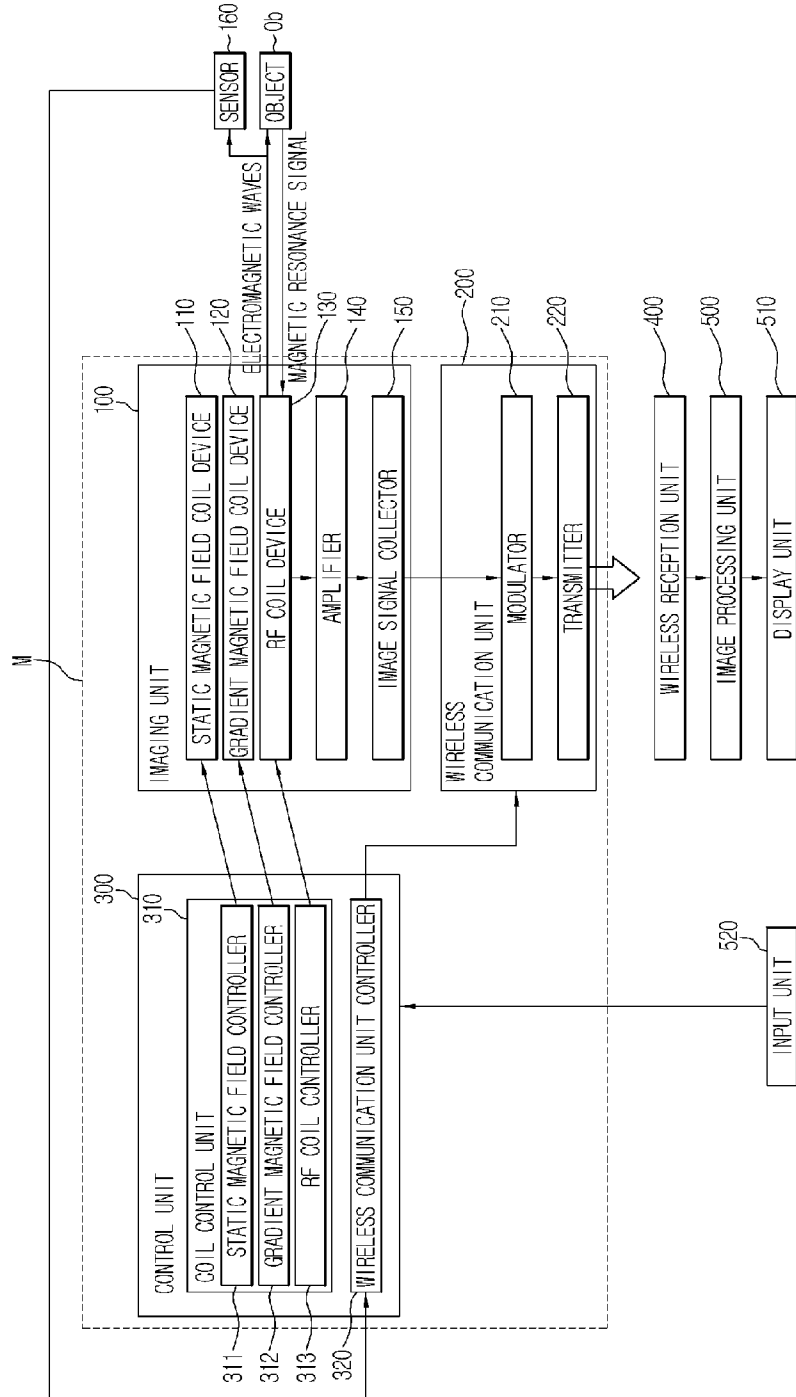 M
300
CONTROL UNIT
310
COIL CONTROL UNIT
311
STATIC MAGNETIC FIELD CONTROLLER
312
GRADIENT MAGNETIC FIELD CONTROLLER
313
RF COIL CONTROLLER
320
WIRELESS COMMUNICATION UNIT CONTROLLER
100
IMAGING UNIT
110
STATIC MAGNETIC FIELD COIL DEVICE
120
GRADIENT MAGNETIC FIELD COIL DEVICE
130
RF COIL DEVICE
140
AMPLIFIER
150
IMAGE SIGNAL COLLECTOR
160
SENSOR
Ob
OBJECT
ELECTROMAGNETIC WAVES
MAGNETIC RESONANCE SIGNAL
200
WIRELESS
COMMUNICATION UNIT
210
MODULATOR
220
TRANSMITTER
400
WIRELESS RECEPTION UNIT
500
IMAGE PROCESSING UNIT
510
DISPLAY UNIT
520
INPUT UNIT